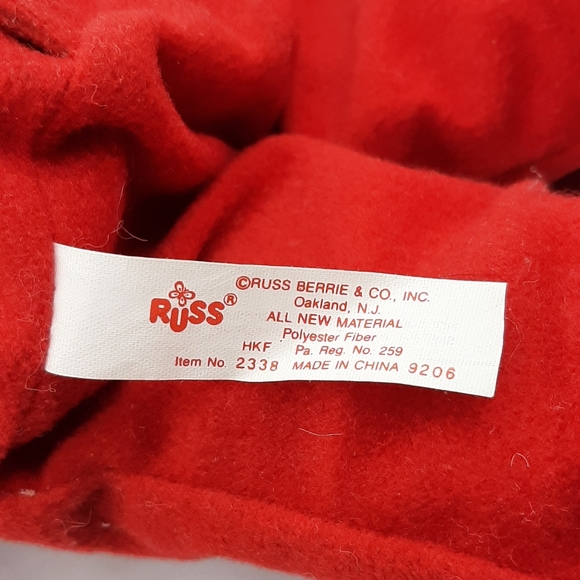 RUSS®
©RUSS BERRIE & CO., INC.
Oakland, N.J.
ALL NEW MATERIAL
Polyester Fiber
HKF Pa. Reg. No. 259
Item No. 2338 MADE IN CHINA 9206